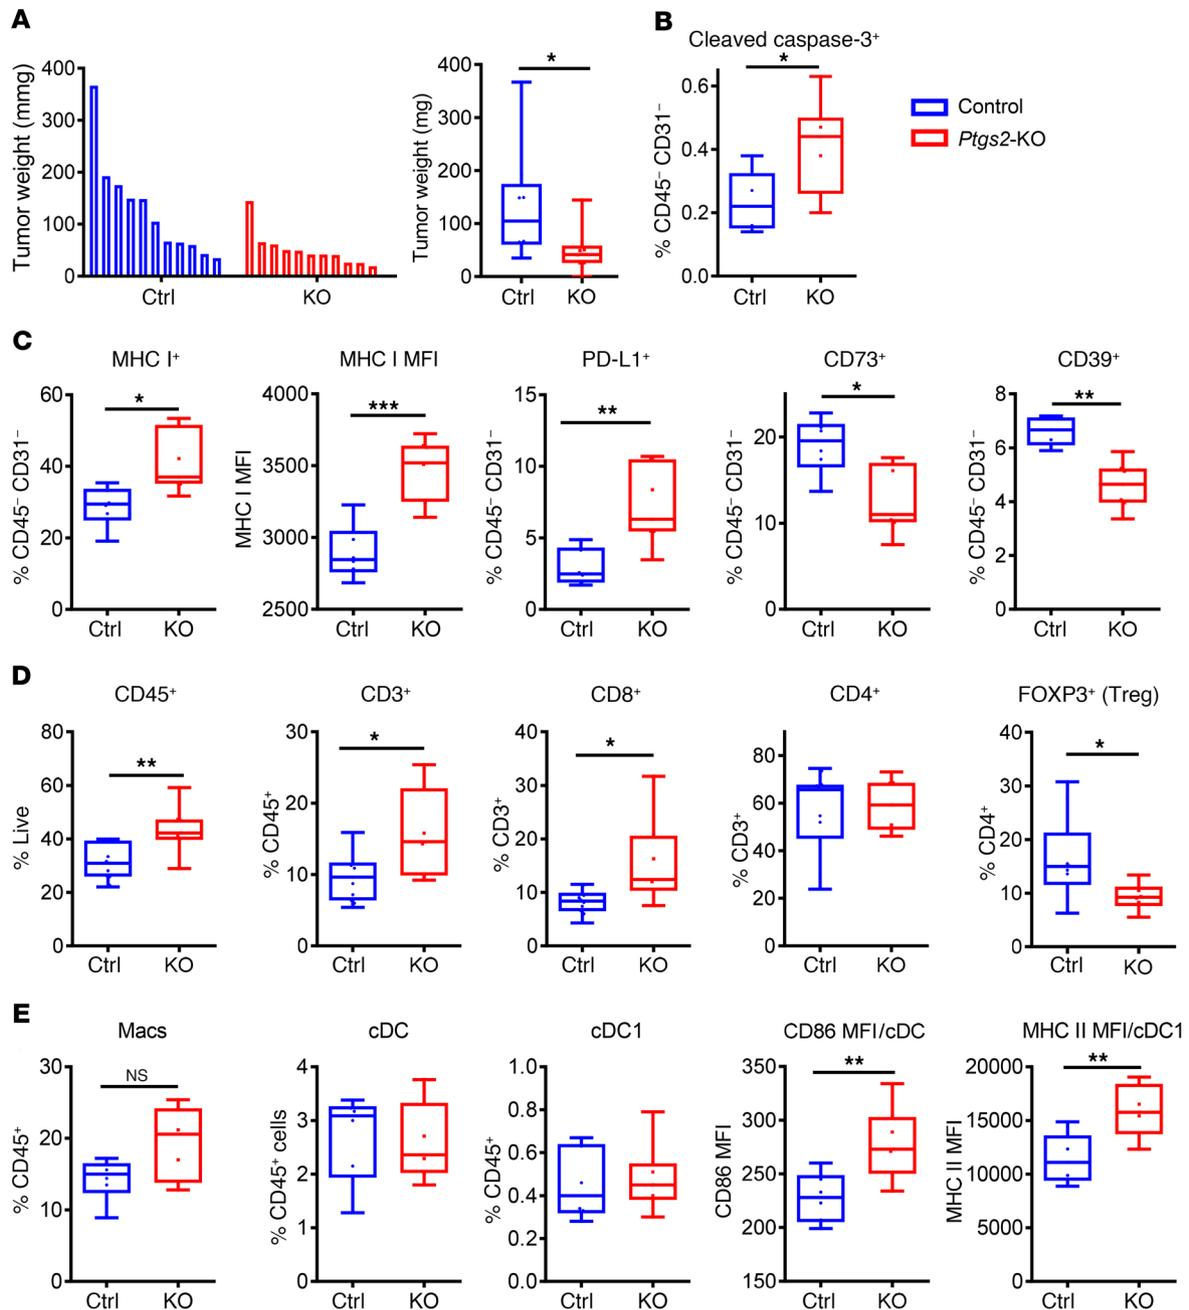 A
Tumor weight (mmg)
400
300
200
100
0
Ctrl KO
Tumor weight (mg)
400
300
200
100
0
*
Ctrl KO
B
Cleaved caspase-3⁺
*
% CD45⁻ CD31⁻
0.6
0.4
0.2
0.0
Ctrl KO
Control
Ptgs2-KO
C
MHC I⁺
*
% CD45⁻ CD31⁻
60
40
20
0
Ctrl KO
MHC I MFI
***
MHC I MFI
4000
3500
3000
2500
Ctrl KO
PD-L1⁺
**
% CD45⁻ CD31⁻
15
10
5
0
Ctrl KO
CD73⁺
*
% CD45⁻ CD31⁻
20
10
0
Ctrl KO
CD39⁺
**
% CD45⁻ CD31⁻
8
6
4
2
0
Ctrl KO
D
CD45⁺
**
% Live
80
60
40
20
0
Ctrl KO
CD3⁺
*
% CD45⁺
30
20
10
0
Ctrl KO
CD8⁺
*
% CD3⁺
40
30
20
10
0
Ctrl KO
CD4⁺
% CD3⁺
80
60
40
20
0
Ctrl KO
FOXP3⁺ (Treg)
*
% CD4⁺
40
30
20
10
0
Ctrl KO
E
Macs
NS
% CD45⁺
30
20
10
0
Ctrl KO
cDC
% CD45⁺ cells
4
3
2
1
0
Ctrl KO
cDC1
% CD45⁺
1.0
0.8
0.6
0.4
0.2
0.0
Ctrl KO
CD86 MFI/cDC
**
CD86 MFI
350
300
250
200
150
Ctrl KO
MHC II MFI/cDC1
**
MHC II MFI
20000
15000
10000
5000
0
Ctrl KO